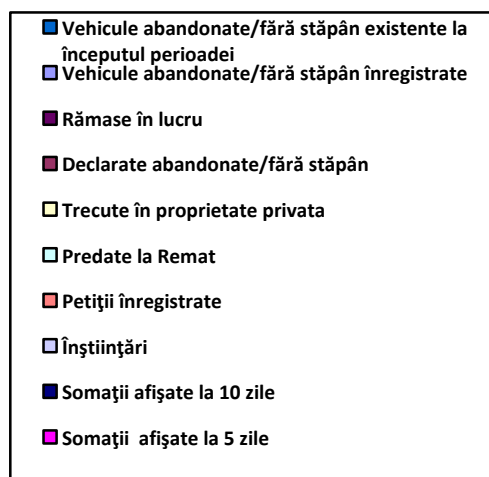 Vehicule abandonate/fără stăpân existente la
începutul perioadei
Vehicule abandonate/fără stăpân înregistrate
Rămase în lucru
Declarate abandonate/fără stăpân
Trecute în proprietate privata
Predate la Remat
Petiţii înregistrate
Înştiinţări
Somaţii afişate la 10 zile
Somaţii  afişate la 5 zile